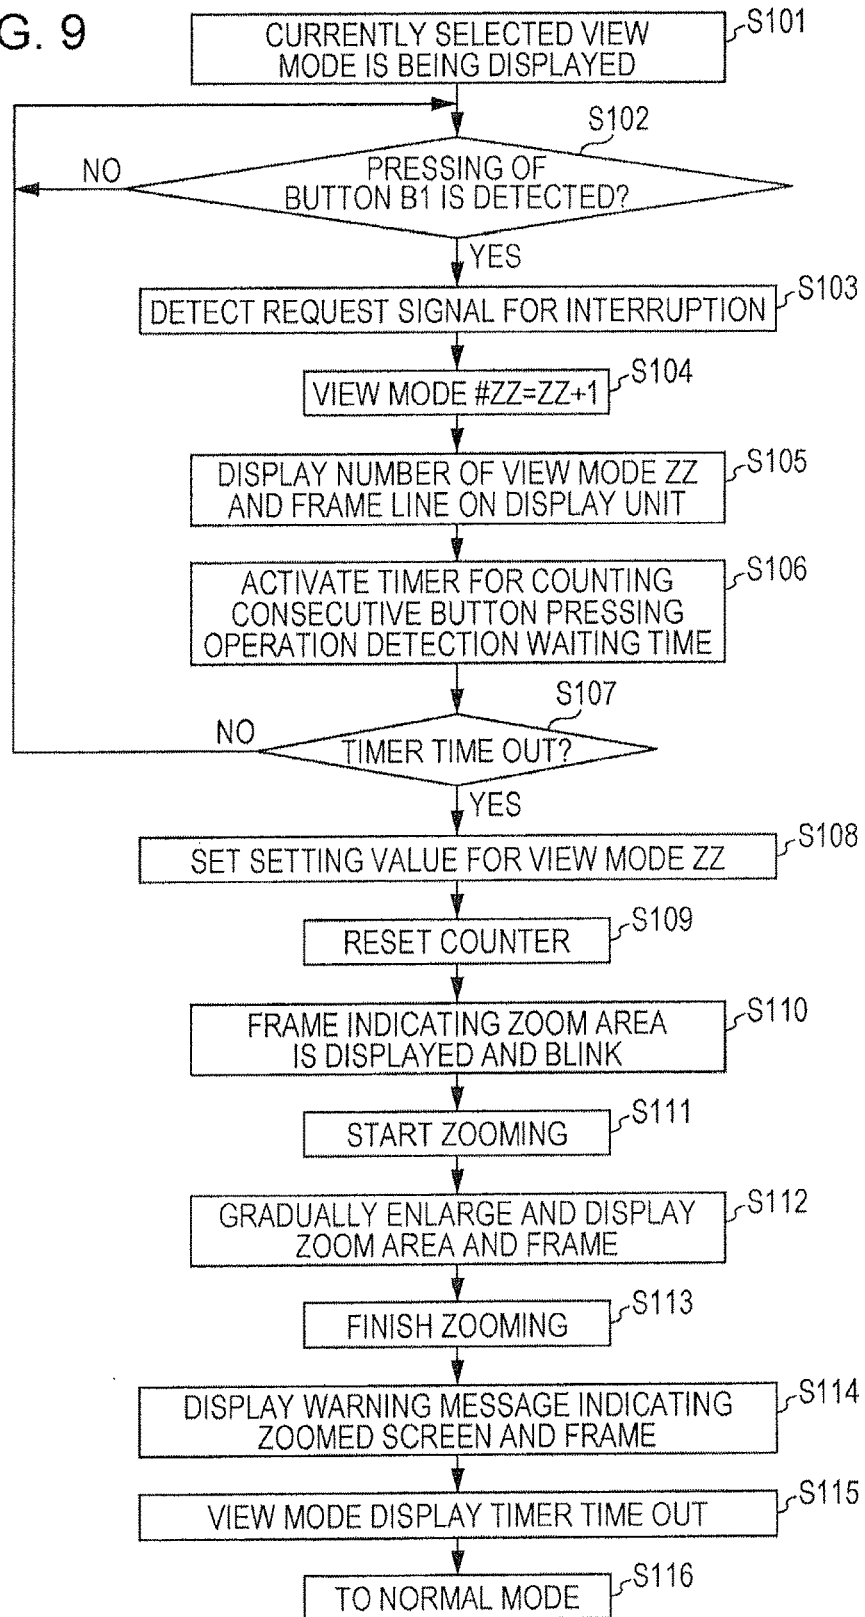 G. 9
CURRENTLY SELECTED VIEW
MODE IS BEING DISPLAYED
S101
S102
PRESSING OF
BUTTON B1 IS DETECTED?
NO
YES
DETECT REQUEST SIGNAL FOR INTERRUPTION
S103
VIEW MODE #ZZ=ZZ+1
S104
DISPLAY NUMBER OF VIEW MODE ZZ
AND FRAME LINE ON DISPLAY UNIT
S105
ACTIVATE TIMER FOR COUNTING
CONSECUTIVE BUTTON PRESSING
OPERATION DETECTION WAITING TIME
S106
S107
TIMER TIME OUT?
NO
YES
SET SETTING VALUE FOR VIEW MODE ZZ
S108
RESET COUNTER
S109
FRAME INDICATING ZOOM AREA
IS DISPLAYED AND BLINK
S110
START ZOOMING
S111
GRADUALLY ENLARGE AND DISPLAY
ZOOM AREA AND FRAME
S112
FINISH ZOOMING
S113
DISPLAY WARNING MESSAGE INDICATING
ZOOMED SCREEN AND FRAME
S114
VIEW MODE DISPLAY TIMER TIME OUT
S115
TO NORMAL MODE
S116